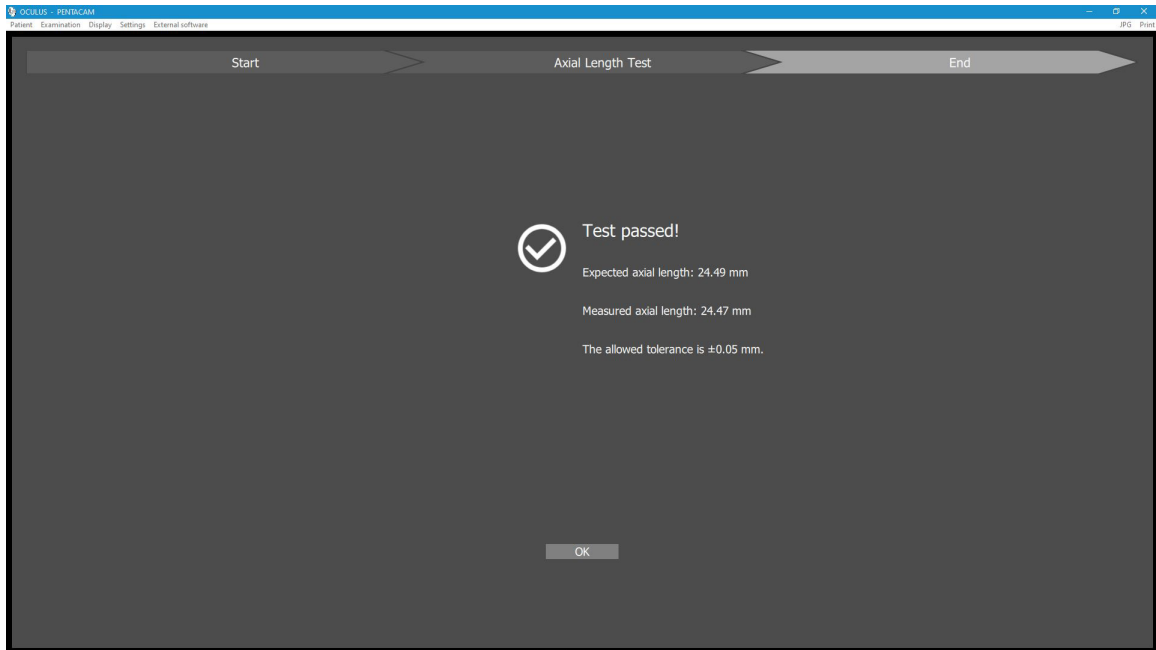 OCULUS - PENTACAM
Patient Examination Display Settings External software JPG Print
Start Axial Length Test End
Test passed!
Expected axial length: 24.49 mm
Measured axial length: 24.47 mm
The allowed tolerance is ±0.05 mm.
OK